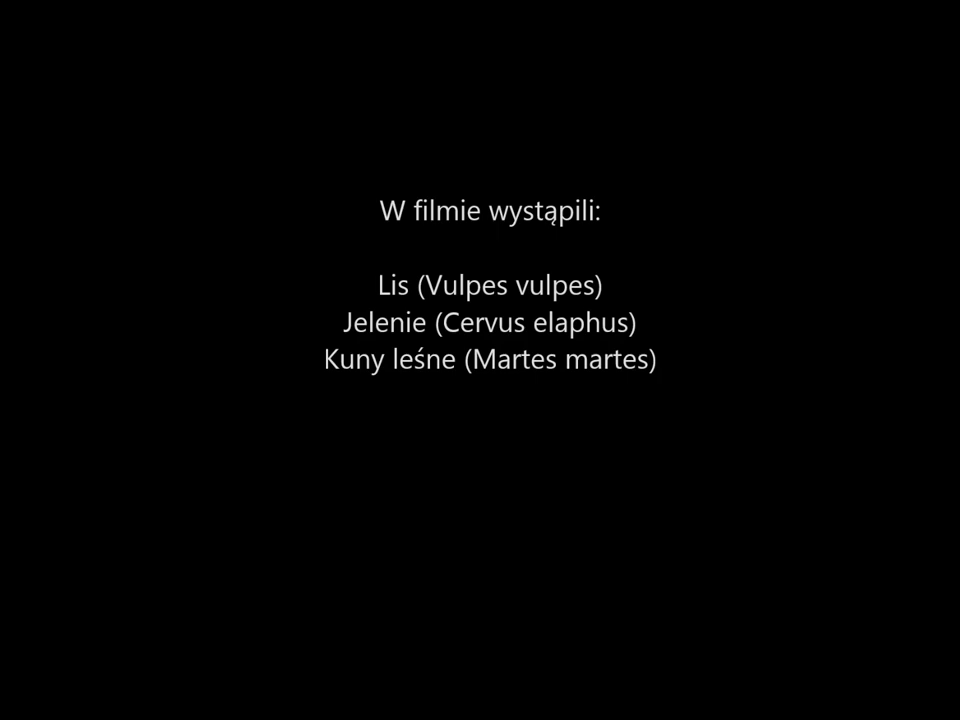 W filmie wystąpili:
Lis (Vulpes vulpes)
Jelenie (Cervus elaphus)
Kuny leśne (Martes martes)